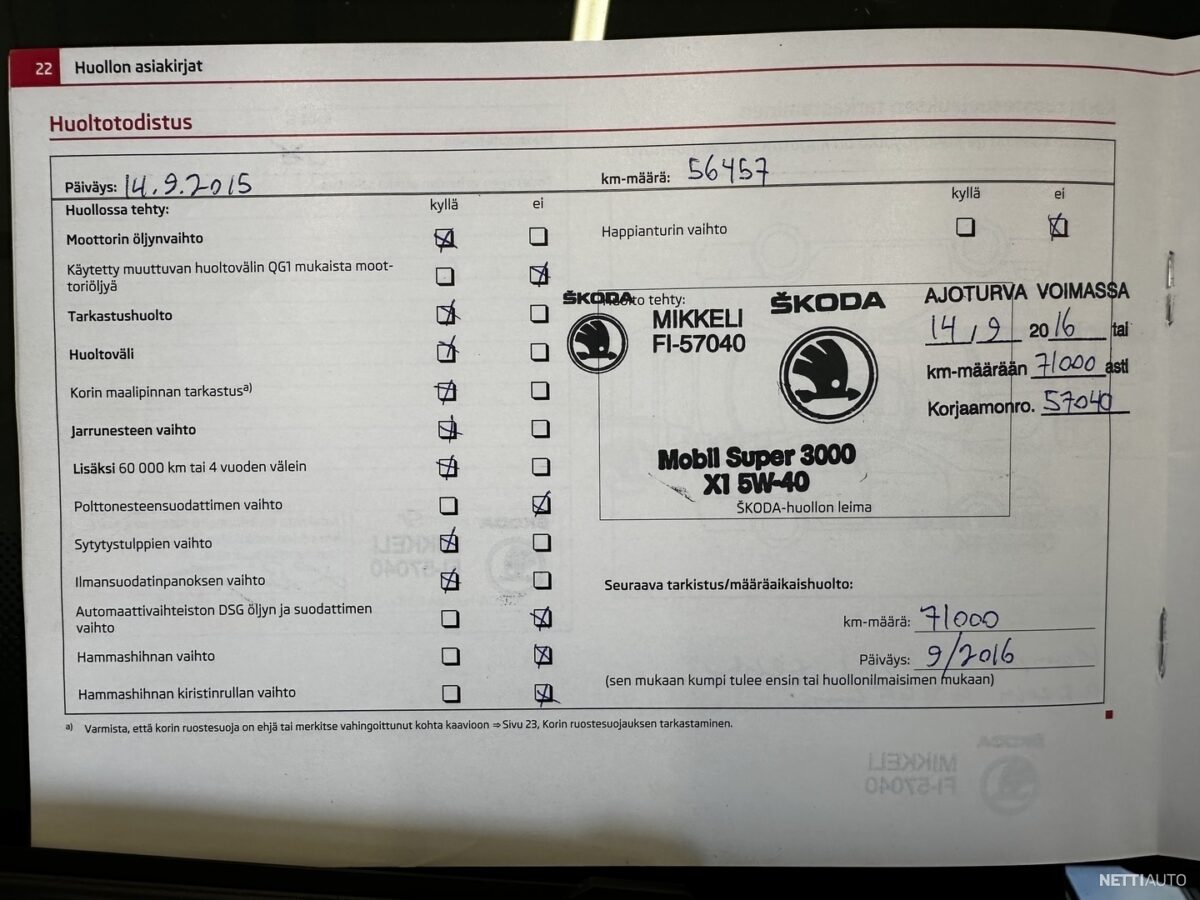 22 Huollon asiakirjat
Huoltotodistus
Päiväys: 14.9.2015
km-määrä: 56457
Huollossa tehty:
kyllä ei
Moottorin öljynvaihto
Käytetty muuttuvan huoltovälin QG1 mukaista moot-
toriöljyä
Tarkastushuolto
Huoltoväli
Korin maalipinnan tarkastus a)
Jarrunesteen vaihto
Lisäksi 60 000 km tai 4 vuoden välein
Polttonesteensuodattimen vaihto
Sytytystulppien vaihto
Ilmansuodatinpanoksen vaihto
Automaattivaihteiston DSG öljyn ja suodattimen
vaihto
Hammashihnan vaihto
Hammashihnan kiristinrullan vaihto
kyllä ei
Happianturin vaihto
ŠKODA
to tehty:
MIKKELI
FI-57040
ŠKODA
AJOTURVA VOIMASSA
14,9 2016 tai
km-määrään 71000 asti
Korjaamonro. 57040
Mobil Super 3000
X1 5W-40
ŠKODA-huollon leima
Seuraava tarkistus/määräaikaishuolto:
km-määrä: 71000
Päiväys: 9/2016
(sen mukaan kumpi tulee ensin tai huollonilmaisimen mukaan)
a) Varmista, että korin ruostesuoja on ehjä tai merkitse vahingoittunut kohta kaavioon ⇒ Sivu 23, Korin ruostesuojauksen tarkastaminen.
NETTIAUTO